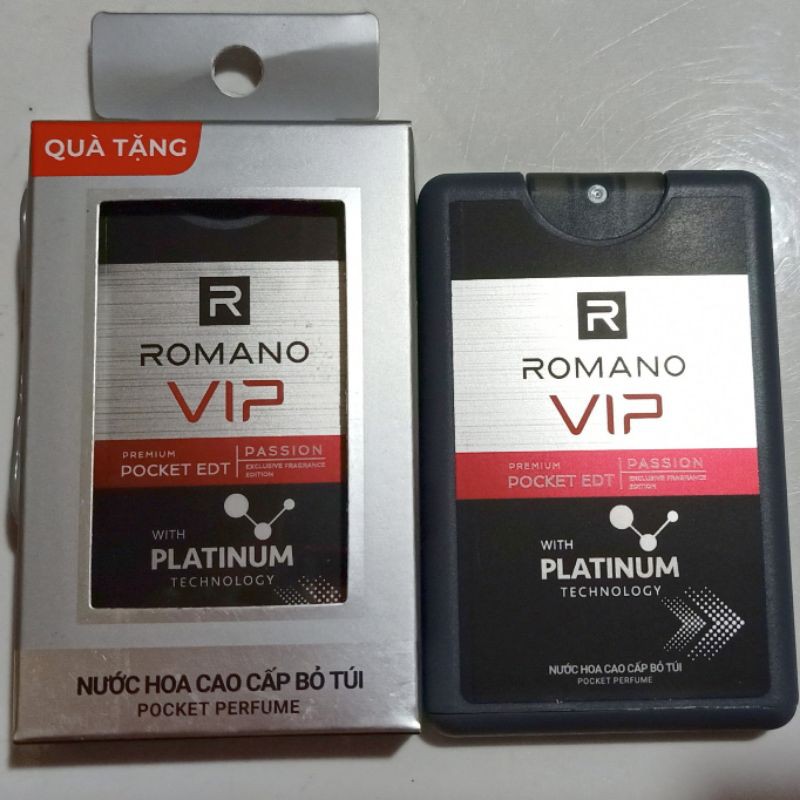 QUÀ TẶNG
R
ROMANO
VIP
PREMIUM
POCKET EDT
PASSION
EXCLUSIVE FRAGRANCE
EDITION
WITH
PLATINUM
TECHNOLOGY
NƯỚC HOA CAO CẤP BỎ TÚI
POCKET PERFUME
R
ROMANO
VIP
PREMIUM
POCKET EDT
PASSION
EXCLUSIVE FRAGRANCE
EDITION
WITH
PLATINUM
TECHNOLOGY
NƯỚC HOA CAO CẤP BỎ TÚI
POCKET PERFUME